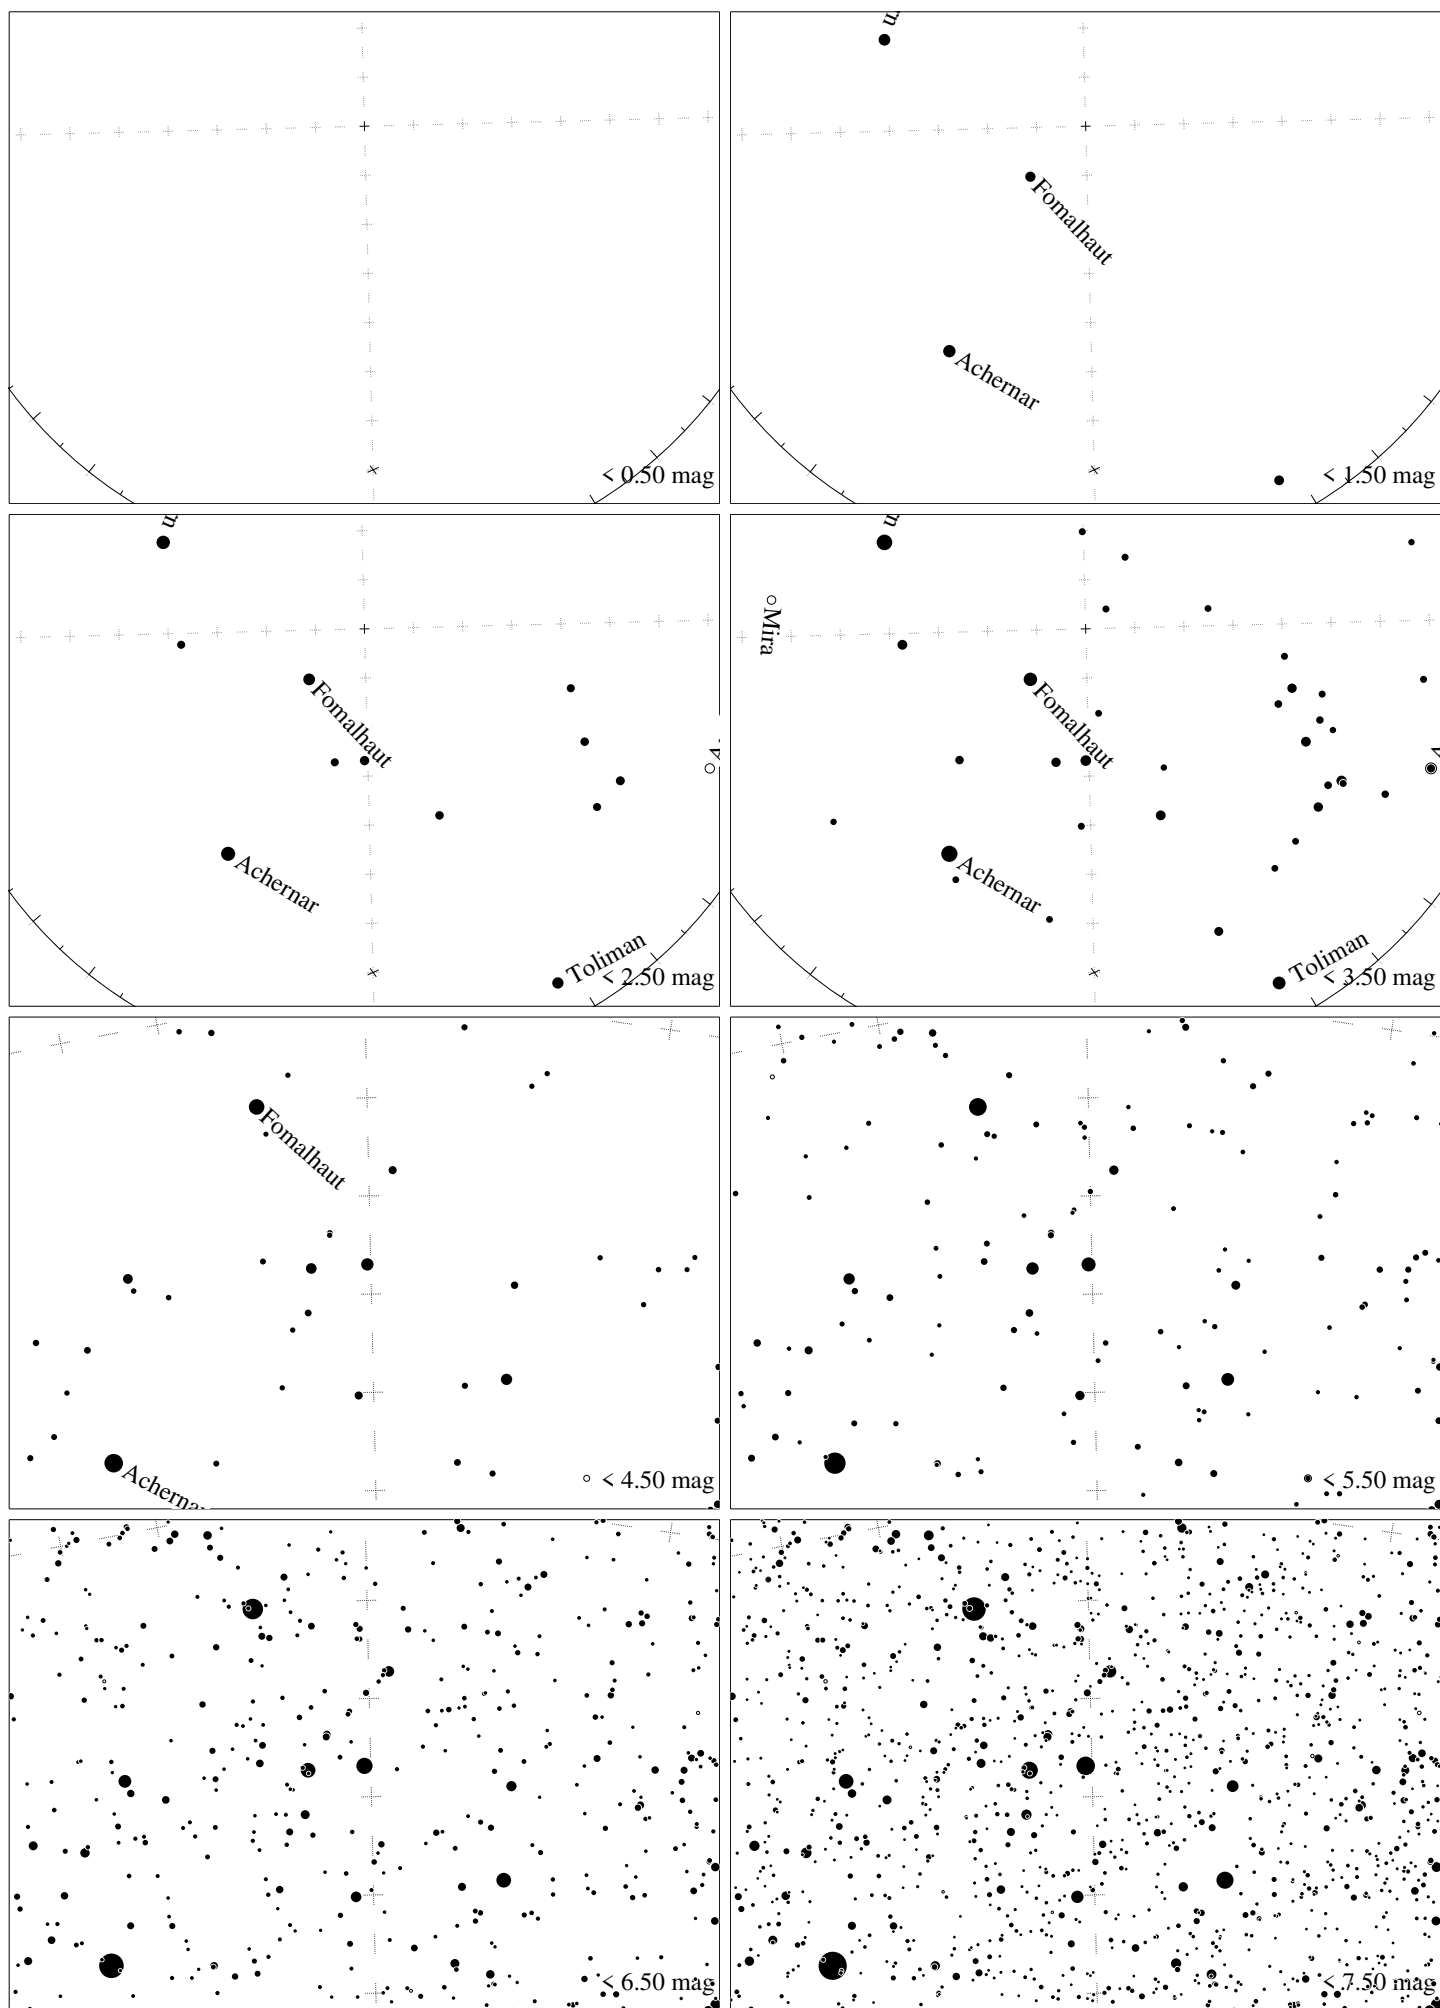 < 0.50 mag
Fomalhaut
Achernar
< 1.50 mag
Fomalhaut
Achernar
Toliman
< 2.50 mag
Mira
Fomalhaut
Achernar
Toliman
< 3.50 mag
Fomalhaut
Achernar
< 4.50 mag
< 5.50 mag
< 6.50 mag
< 7.50 mag